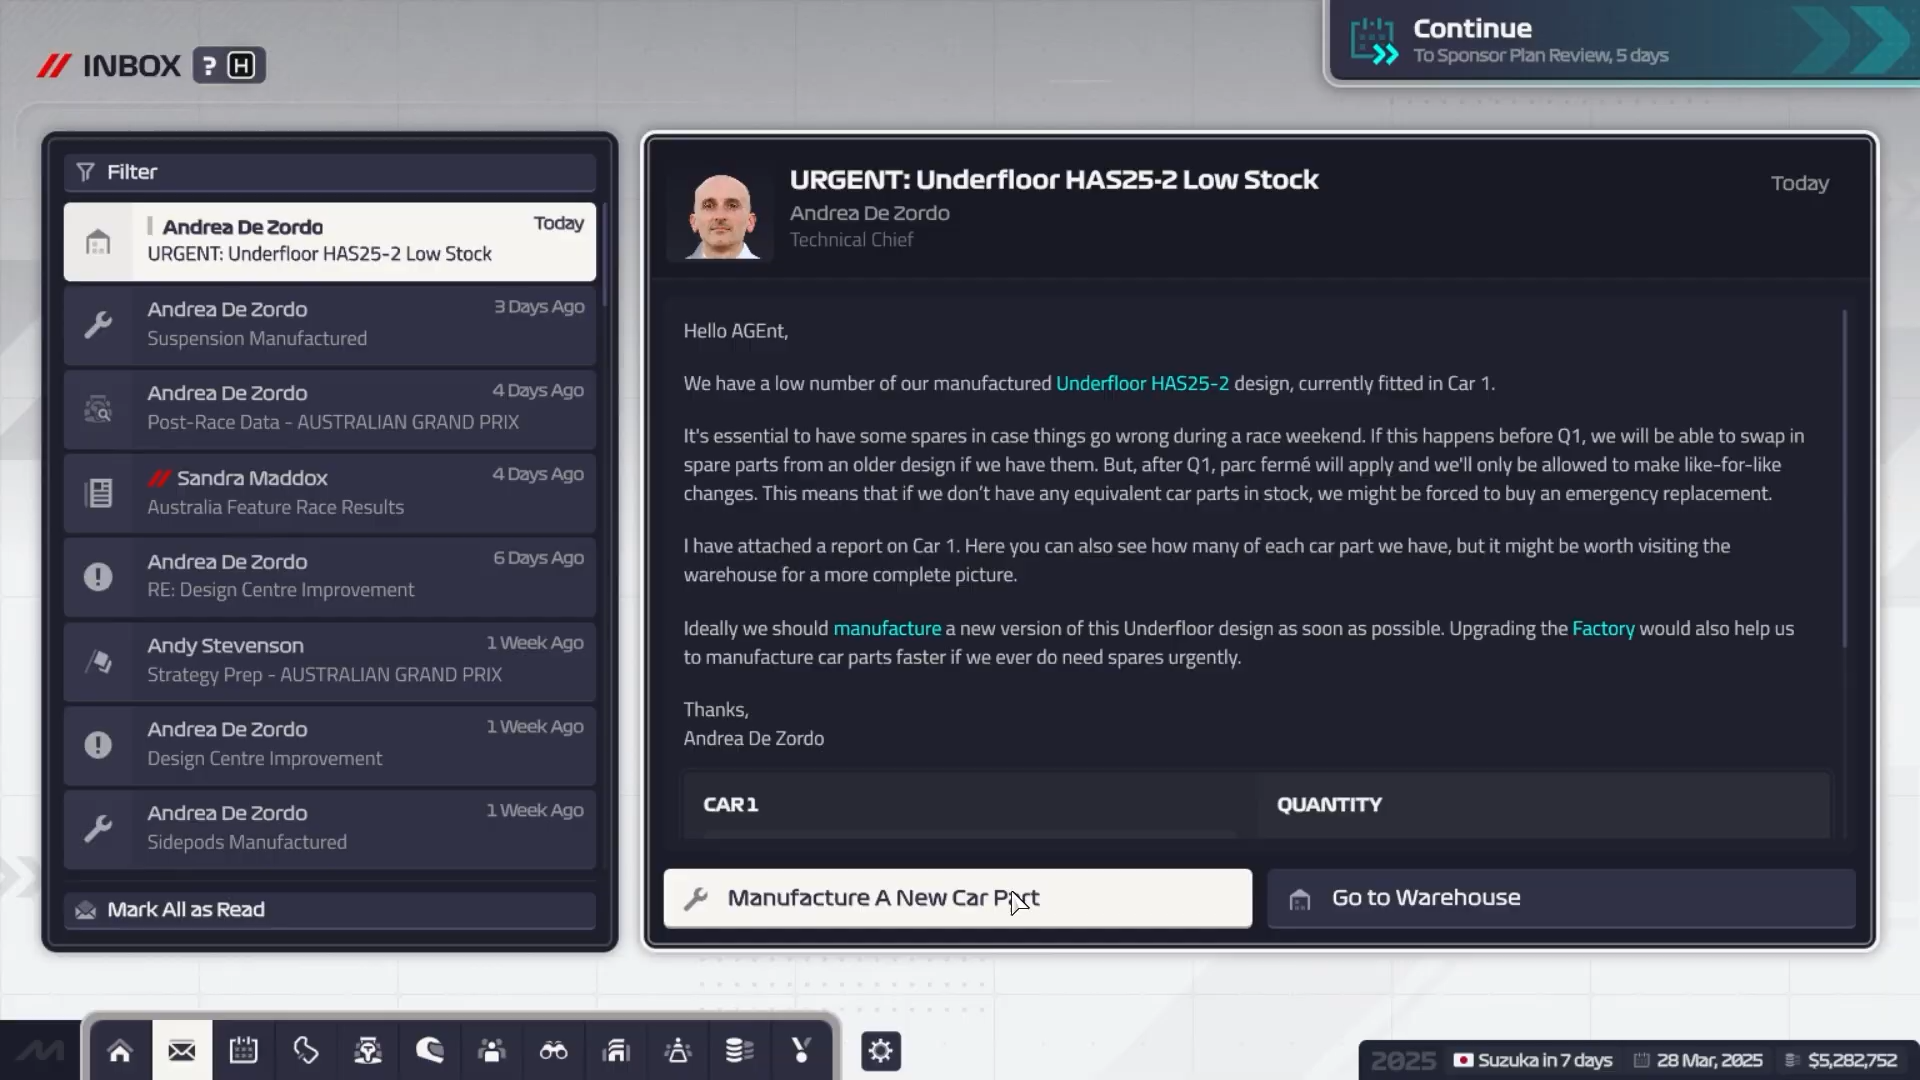 INBOX
? H
Continue
To Sponsor Plan Review, 5 days
Filter
Andrea De Zordo
Today
URGENT: Underfloor HAS25-2 Low Stock
Andrea De Zordo
3 Days Ago
Suspension Manufactured
Andrea De Zordo
4 Days Ago
Post-Race Data - AUSTRALIAN GRAND PRIX
Sandra Maddox
4 Days Ago
Australia Feature Race Results
Andrea De Zordo
6 Days Ago
RE: Design Centre Improvement
Andy Stevenson
1 Week Ago
Strategy Prep - AUSTRALIAN GRAND PRIX
Andrea De Zordo
1 Week Ago
Design Centre Improvement
Andrea De Zordo
1 Week Ago
Sidepods Manufactured
Mark All as Read
URGENT: Underfloor HAS25-2 Low Stock
Today
Andrea De Zordo
Technical Chief
Hello AGEnt,
We have a low number of our manufactured Underfloor HAS25-2 design, currently fitted in Car 1.
It's essential to have some spares in case things go wrong during a race weekend. If this happens before Q1, we will be able to swap in
spare parts from an older design if we have them. But, after Q1, parc fermé will apply and we'll only be allowed to make like-for-like
changes. This means that if we don’t have any equivalent car parts in stock, we might be forced to buy an emergency replacement.
I have attached a report on Car 1. Here you can also see how many of each car part we have, but it might be worth visiting the
warehouse for a more complete picture.
Ideally we should manufacture a new version of this Underfloor design as soon as possible. Upgrading the Factory would also help us
to manufacture car parts faster if we ever do need spares urgently.
Thanks,
Andrea De Zordo
CAR 1
QUANTITY
Manufacture A New Car Part
Go to Warehouse
2025
Suzuka in 7 days
28 Mar, 2025
$5,282,752